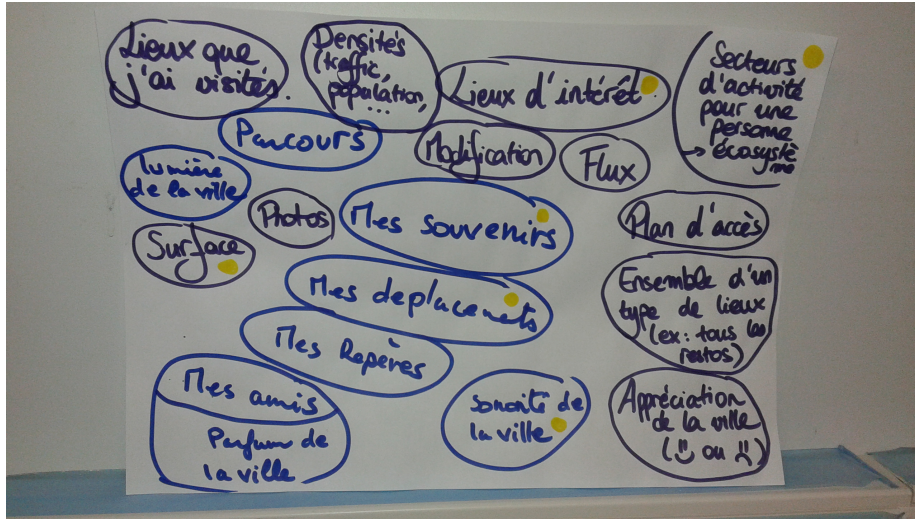 Lieux que
j'ai visités.
Densités
(traffic,
population,
...
Lieux d'intérêt
Secteurs
d'activité
pour une
personne
→ écosystè
me
Parcours
Modification
Flux
lumière
de la ville
Photos
Mes souvenirs
Plan d'accès
Surface
Mes deplacements
Ensemble d'un
type de lieux
(ex: tous les
restos)
Mes Repères
Mes amis
Parfum de
la ville
sonorité de
la ville
Appréciation
de la ville
(☺ ou ☹)